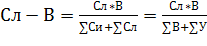 Сл − В = Сл * В / ∑Си+∑Сл = Сл * В / ∑В+∑У